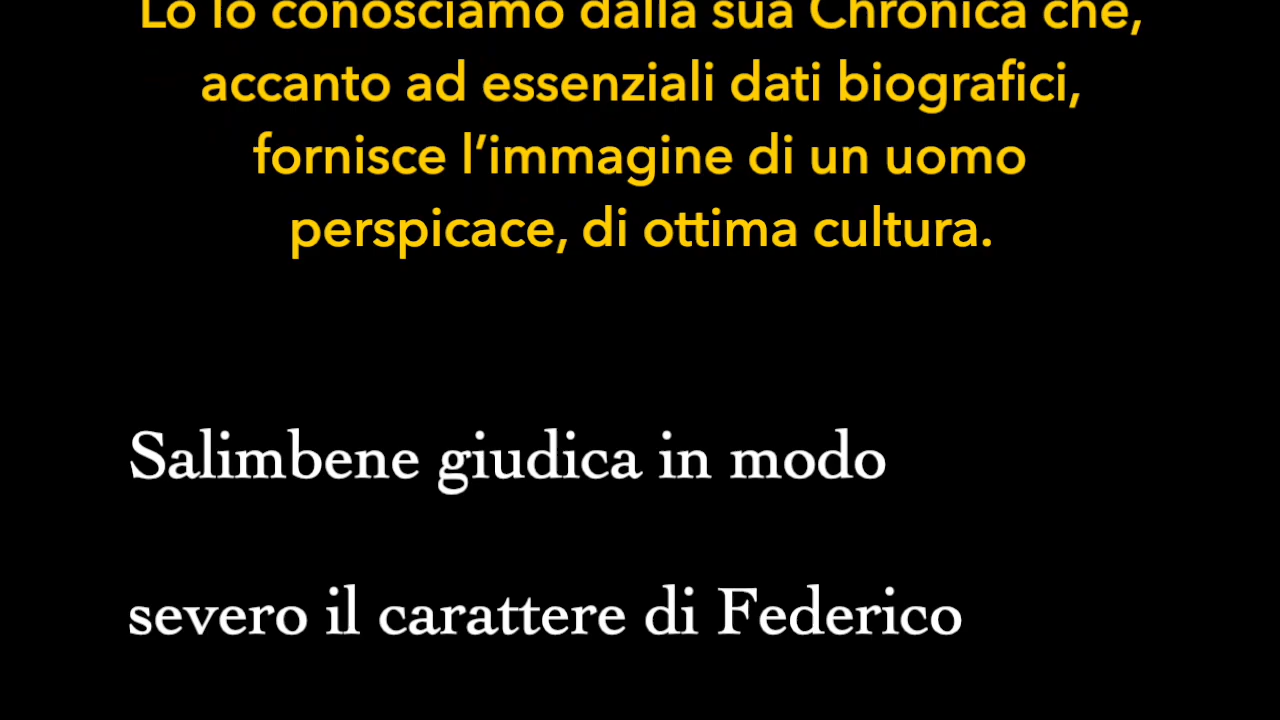 Lo lo conosciamo dalla sua Chronica che,
accanto ad essenziali dati biografici,
fornisce l’immagine di un uomo
perspicace, di ottima cultura.
Salimbene giudica in modo
severo il carattere di Federico